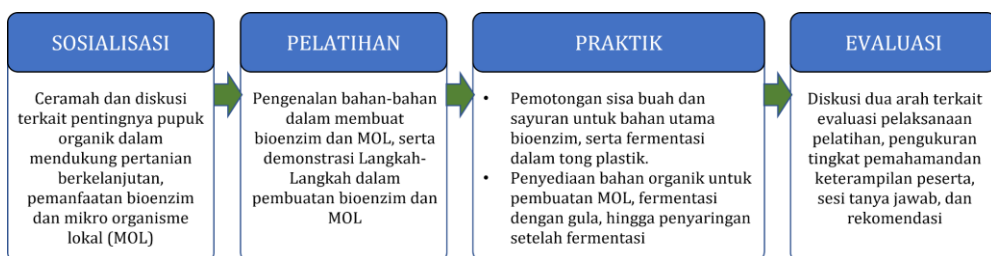 SOSIALISASI
Ceramah dan diskusi
terkait pentingnya pupuk
organik dalam
mendukung pertanian
berkelanjutan,
pemanfaatan bioenzim
dan mikro organisme
lokal (MOL)
PELATIHAN
Pengenalan bahan-bahan
dalam membuat
bioenzim dan MOL, serta
demonstrasi Langkah-
Langkah dalam
pembuatan bioenzim dan
MOL
PRAKTIK
• Pemotongan sisa buah dan
sayuran untuk bahan utama
bioenzim, serta fermentasi
dalam tong plastik.
• Penyediaan bahan organik untuk
pembuatan MOL, fermentasi
dengan gula, hingga penyaringan
setelah fermentasi
EVALUASI
Diskusi dua arah terkait
evaluasi pelaksanaan
pelatihan, pengukuran
tingkat pemahamandan
keterampilan peserta,
sesi tanya jawab, dan
rekomendasi